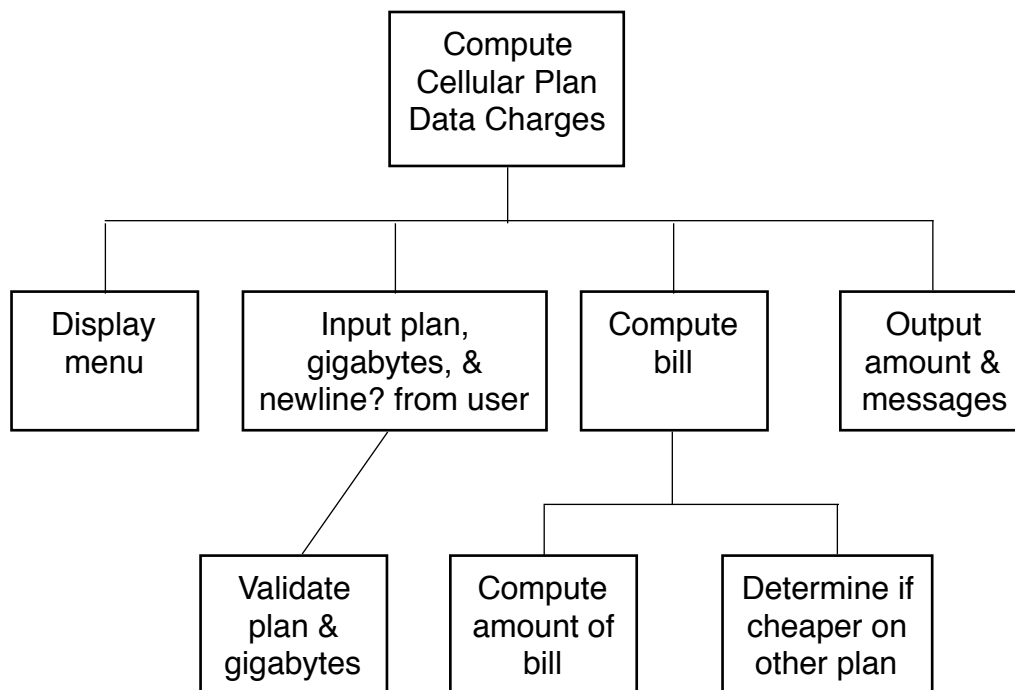 Compute
Cellular Plan
Data Charges
Display
menu
Input plan,
gigabytes, &
newline? from user
Compute
bill
Output
amount &
messages
Validate
plan &
gigabytes
Compute
amount of
bill
Determine if
cheaper on
other plan